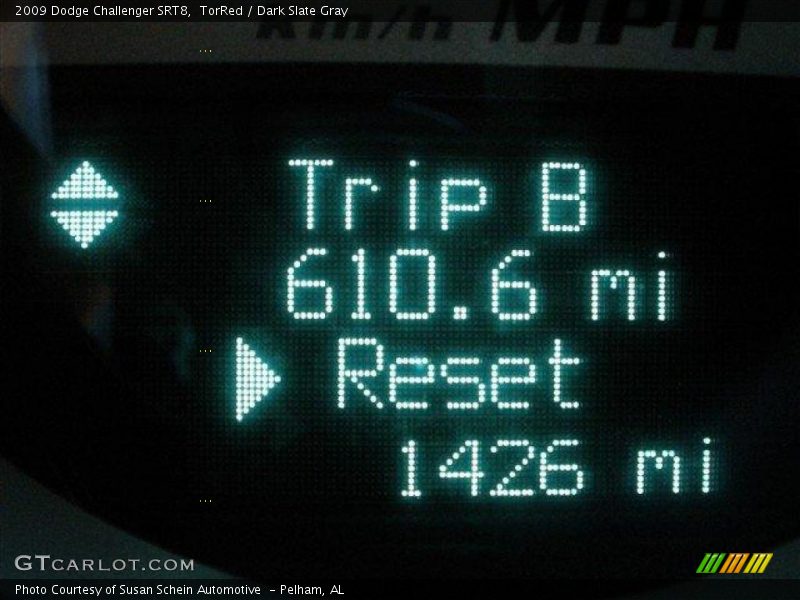 2009 Dodge Challenger SRT8,  TorRed / Dark Slate Gray
km/h MPH
Trip B
610.6 mi
Reset
1426 mi
GTCARLOT.COM
Photo Courtesy of Susan Schein Automotive  - Pelham, AL